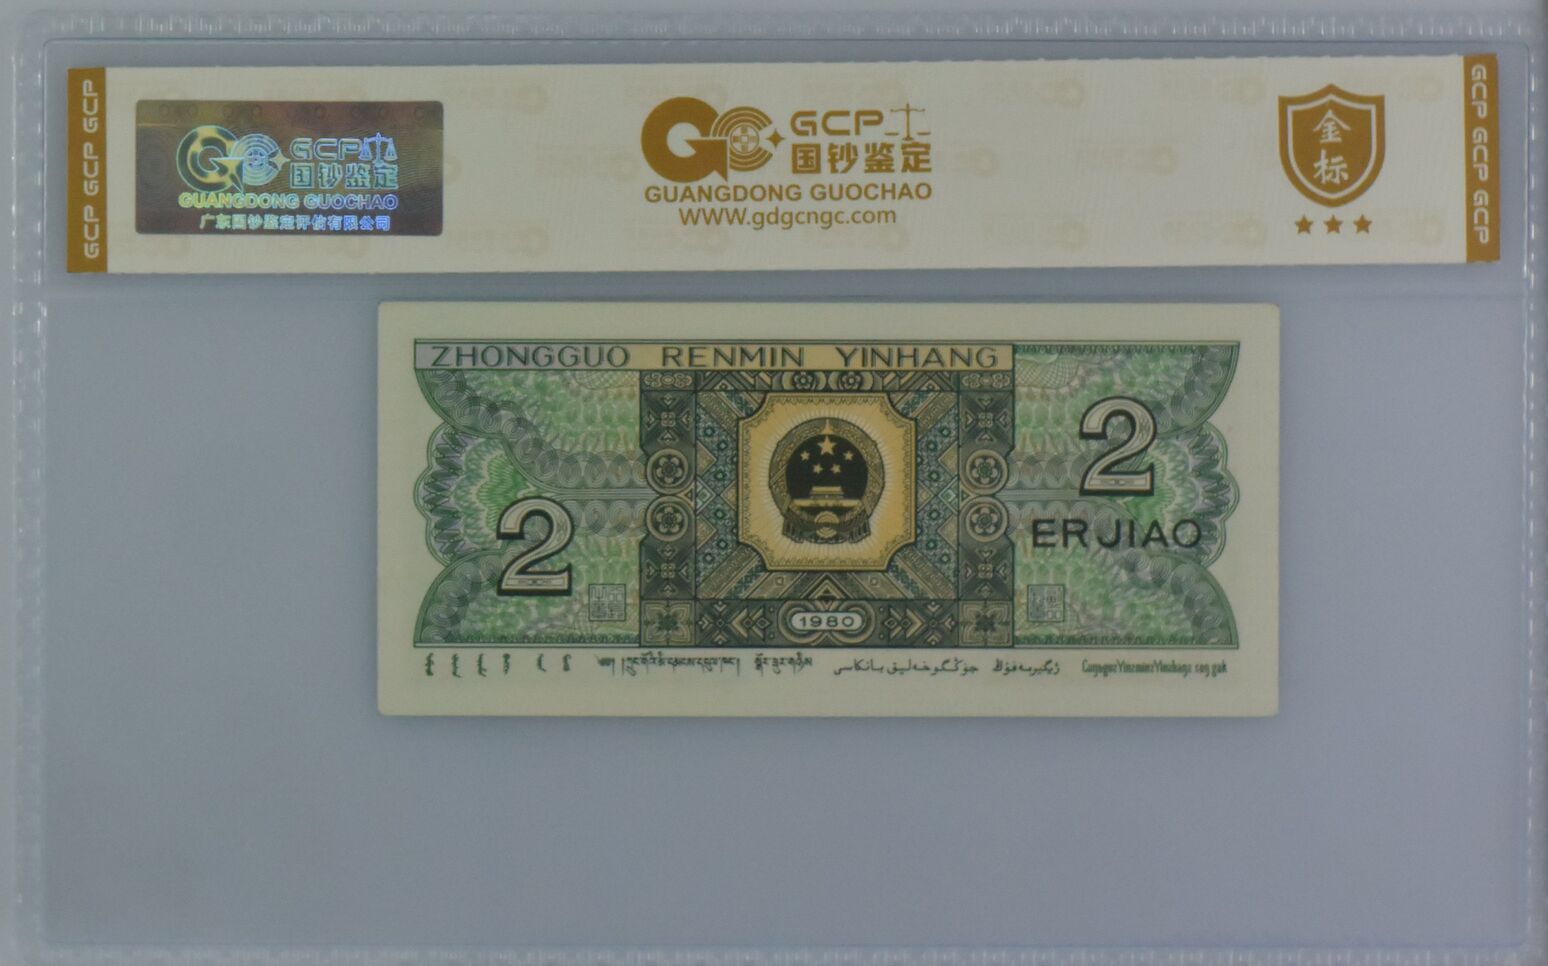 GCP GCP GCP
GCP
国钞鉴定
GUANGDONG GUOCHAO
广东国钞鉴定评估有限公司
GCP
国钞鉴定
GUANGDONG GUOCHAO
WWW.gdgcngc.com
金标
GCP GCP GCP
ZHONGGUO RENMIN YINHANG
2
2
ERJIAO
1980